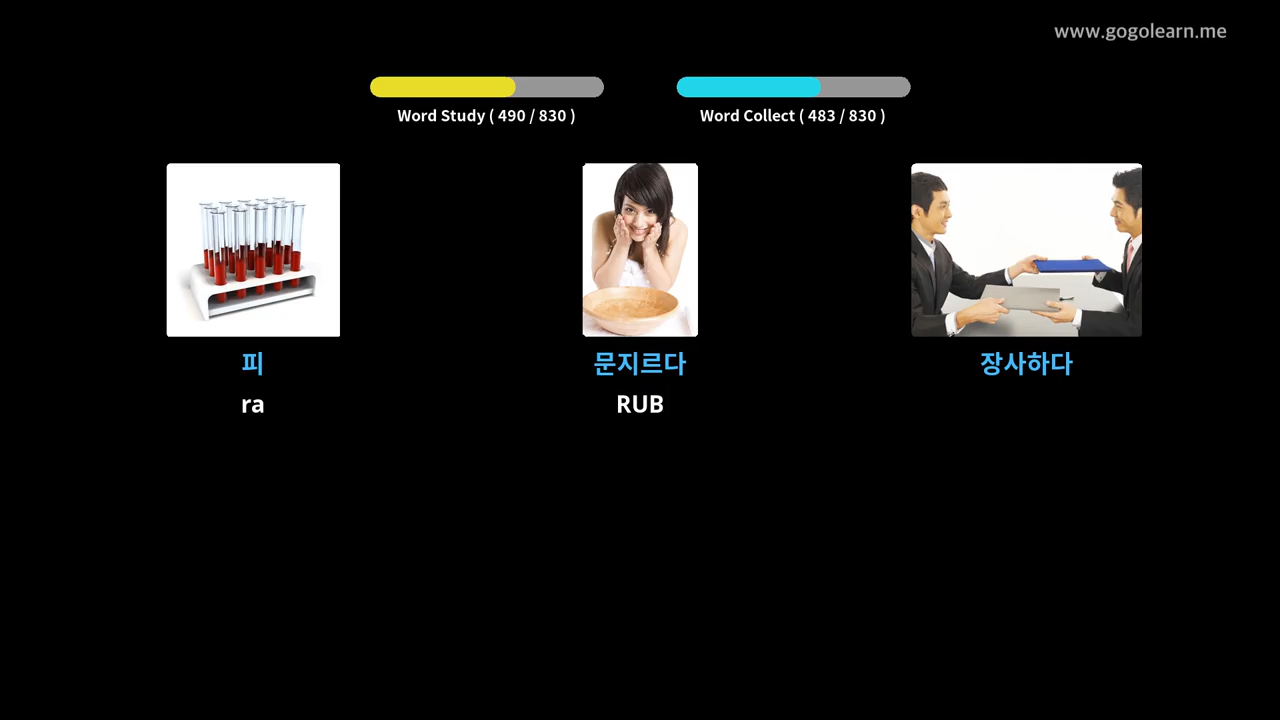 www.gogolearn.me
Word Study ( 490 / 830 )
Word Collect ( 483 / 830 )
피
문지르다
장사하다
ra
RUB